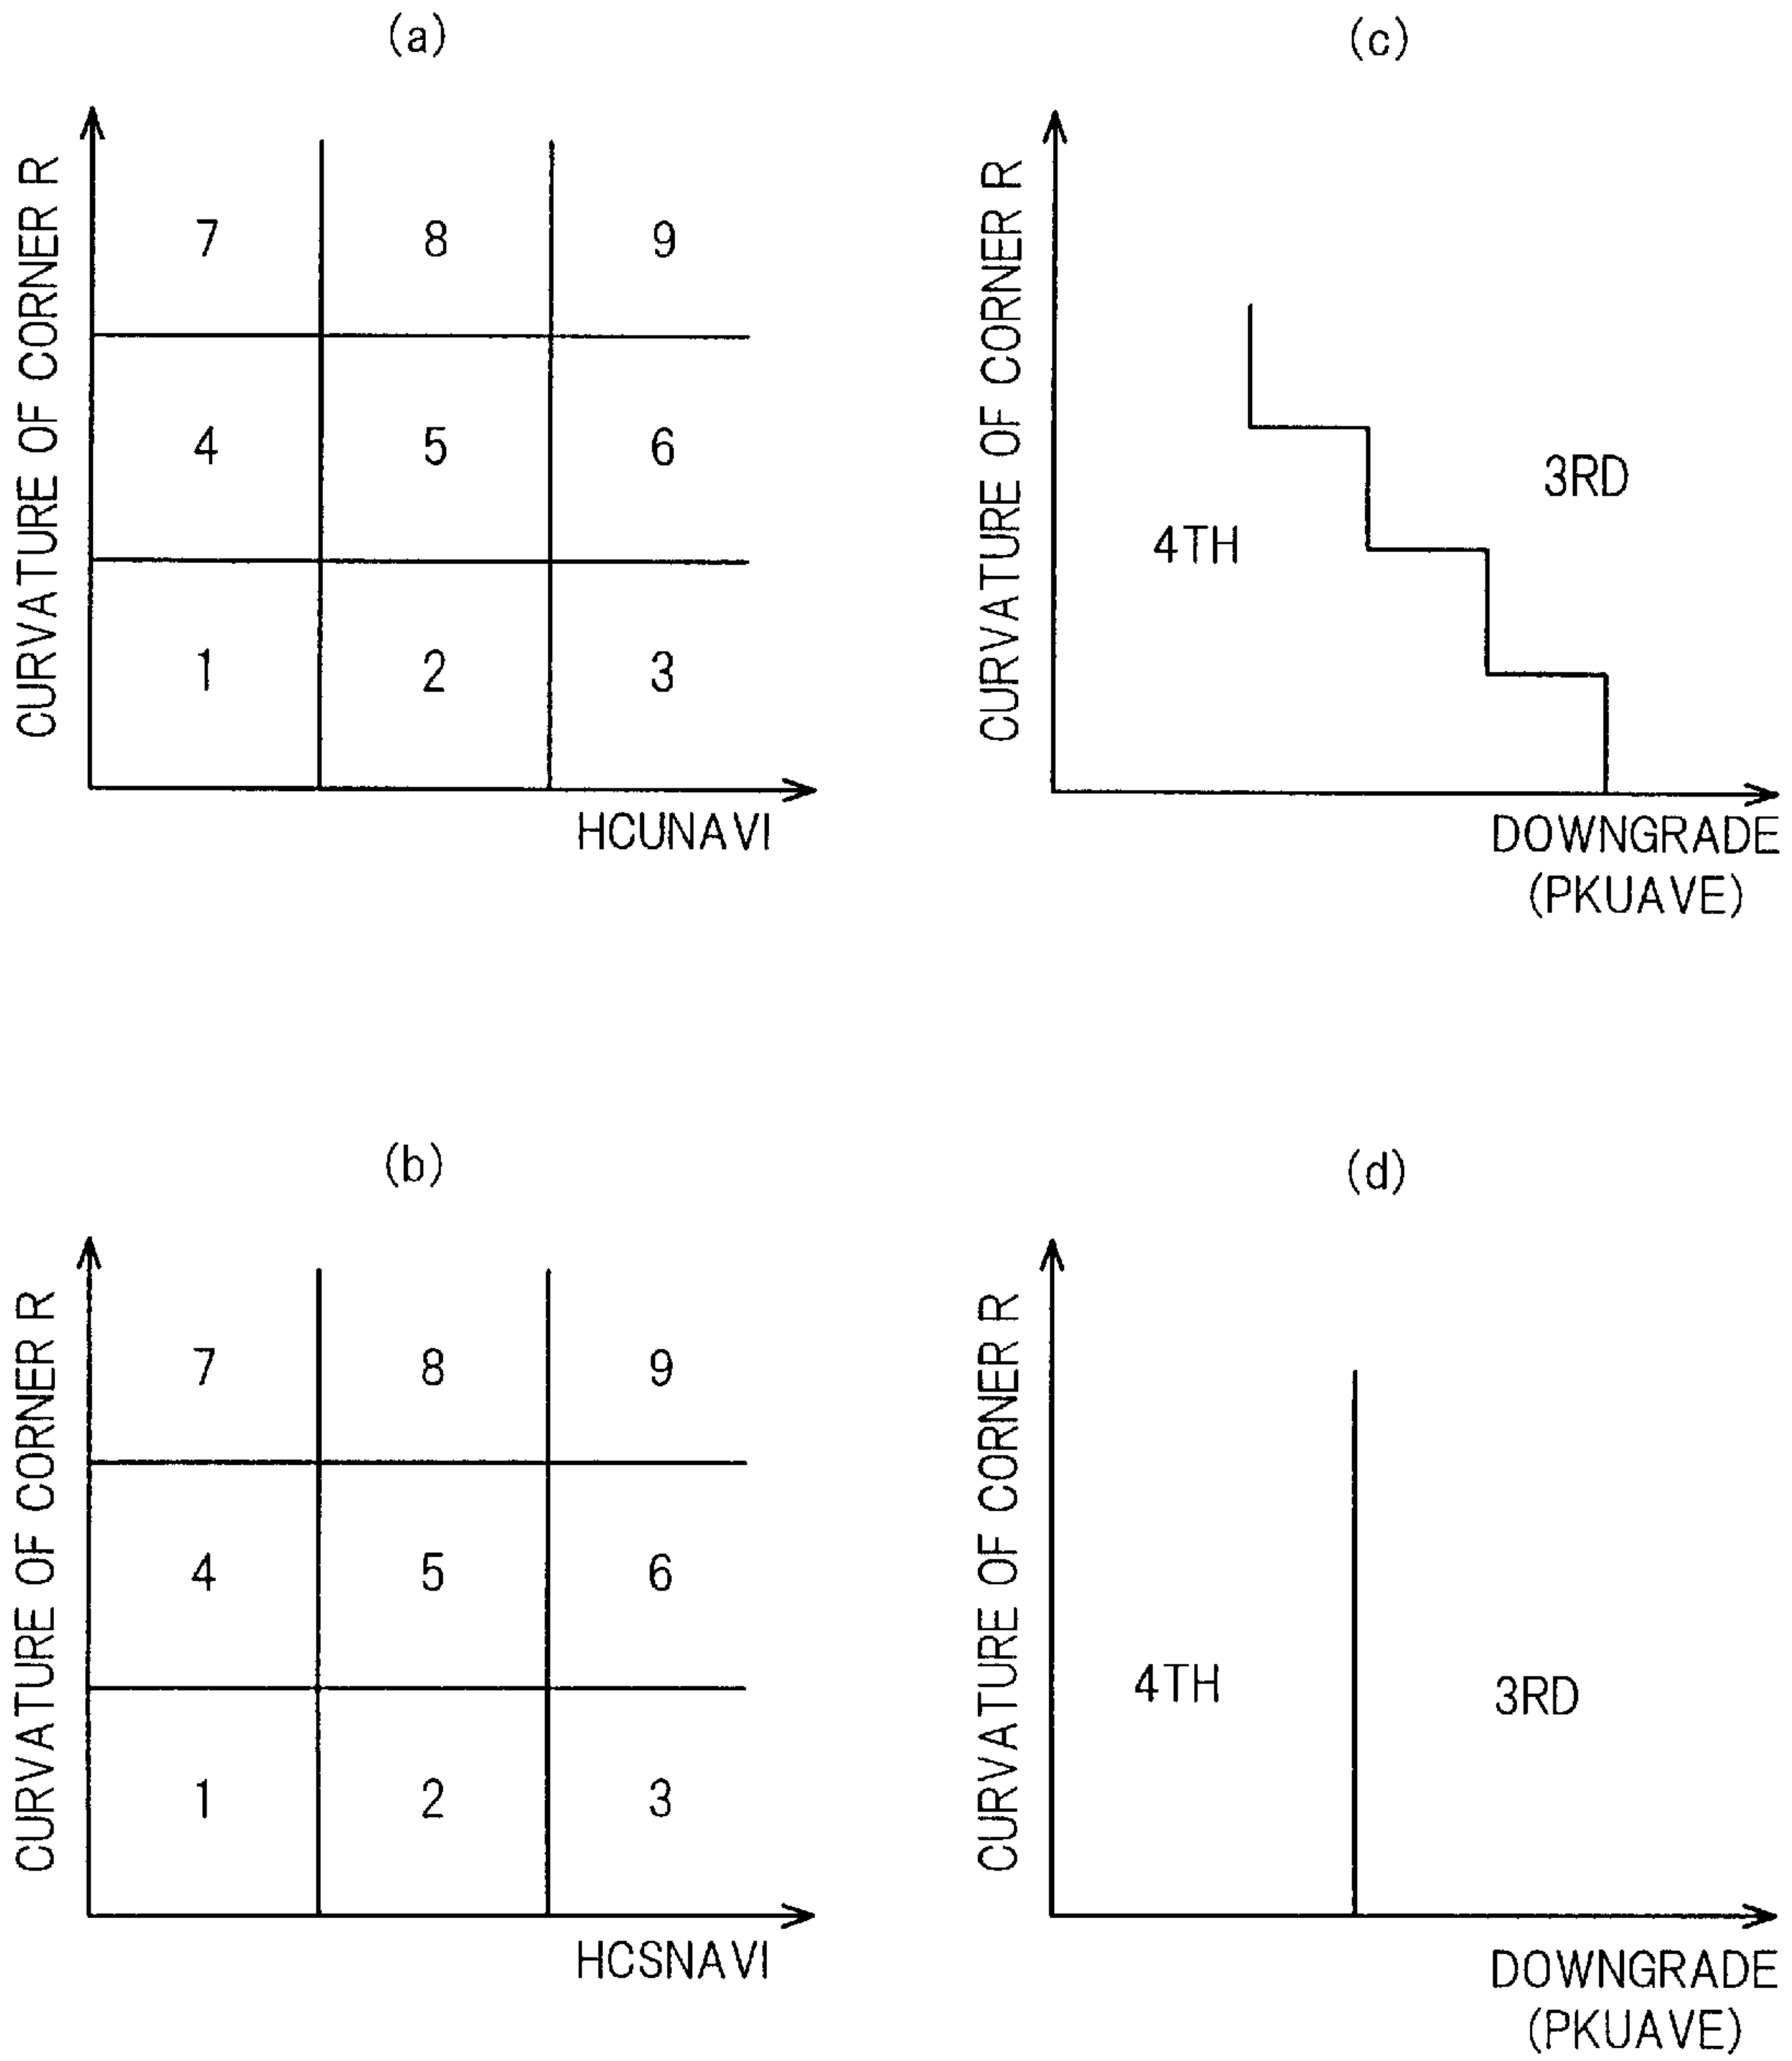 (a)
CURVATURE OF CORNER R
7 8 9
4 5 6
1 2 3
HCUNAVI
(c)
CURVATURE OF CORNER R
3RD
4TH
DOWNGRADE
(PKUAVE)
(b)
CURVATURE OF CORNER R
7 8 9
4 5 6
1 2 3
HCSNAVI
(d)
CURVATURE OF CORNER R
4TH
3RD
DOWNGRADE
(PKUAVE)